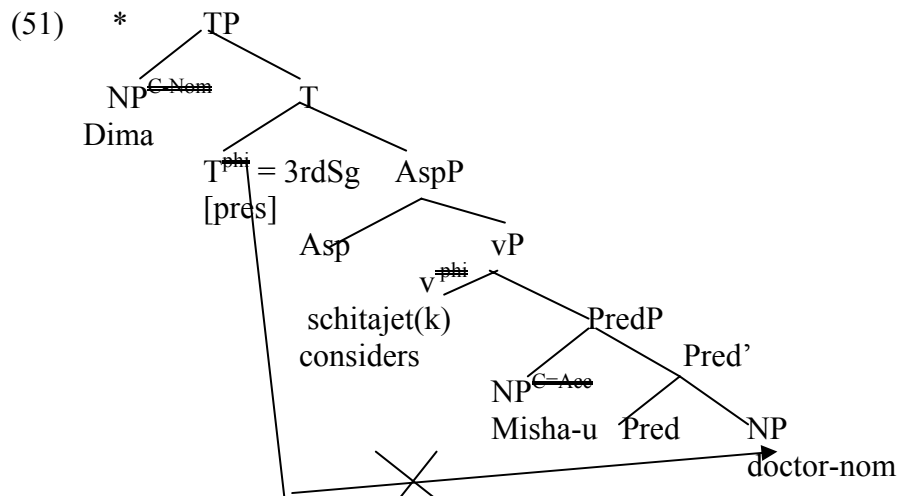 (51) * TP
NP C-Nom T
Dima
T phi = 3rdSg AspP
[pres]
Asp vP
v phi
schitajet(k) PredP
considers Pred’
NP C=Acc
Misha-u Pred NP
doctor-nom